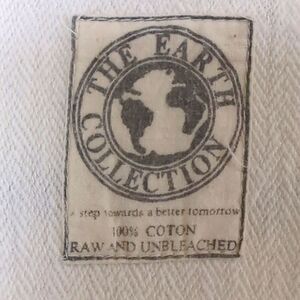 THE EARTH
COLLECTION
a step towards a better tomorrow
100% COTON
RAW AND UNBLEACHED